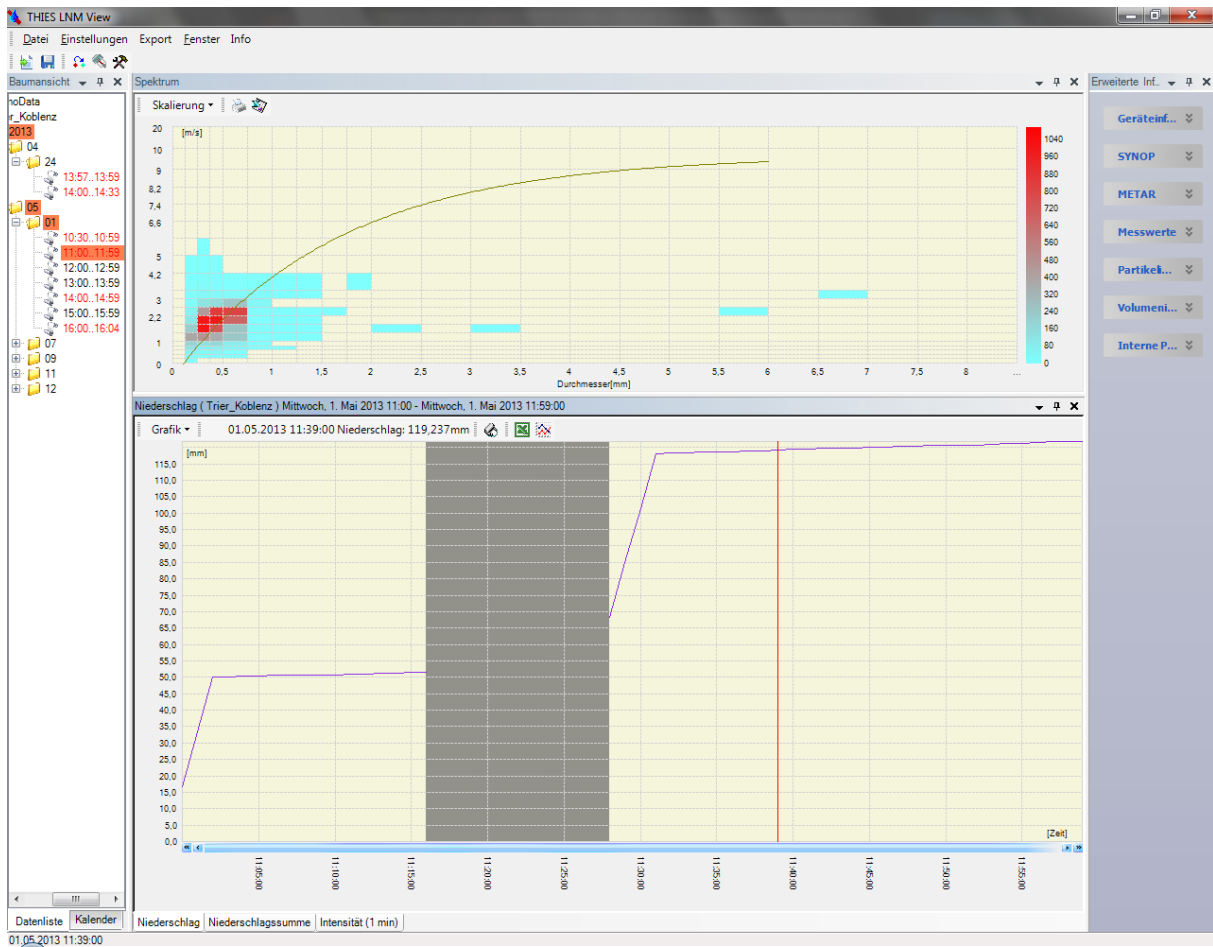 THIES LNM View
Datei Einstellungen Export Fenster Info
Baumansicht
noData
r_Koblenz
2013
04
24
13:57..13:59
14:00..14:33
05
01
10:30..10:59
11:00..11:59
12:00..12:59
13:00..13:59
14:00..14:59
15:00..15:59
16:00..16:04
07
09
11
12
Datenliste Kalender
Spektrum
Skalierung
[m/s]
20
10
9
8,2
7,4
6,6
5
4,2
3
2,2
1
0
0 0,5 1 1,5 2 2,5 3 3,5 4 4,5 5 5,5 6 6,5 7 7,5 8 ...
Durchmesser[mm]
1040
960
880
800
720
640
560
480
400
320
240
160
80
0
Niederschlag ( Trier_Koblenz ) Mittwoch, 1. Mai 2013 11:00 - Mittwoch, 1. Mai 2013 11:59:00
Grafik 01.05.2013 11:39:00 Niederschlag: 119,237mm
[mm]
115,0
110,0
105,0
100,0
95,0
90,0
85,0
80,0
75,0
70,0
65,0
60,0
55,0
50,0
45,0
40,0
35,0
30,0
25,0
20,0
15,0
10,0
5,0
0,0
[Zeit]
11:05:00 11:10:00 11:15:00 11:20:00 11:25:00 11:30:00 11:35:00 11:40:00 11:45:00 11:50:00 11:55:00
Niederschlag Niederschlagssumme Intensität (1 min)
Erweiterte Inf..
Geräteinf...
SYNOP
METAR
Messwerte
Partikeli...
Volumeni...
Interne P...
01.05.2013 11:39:00